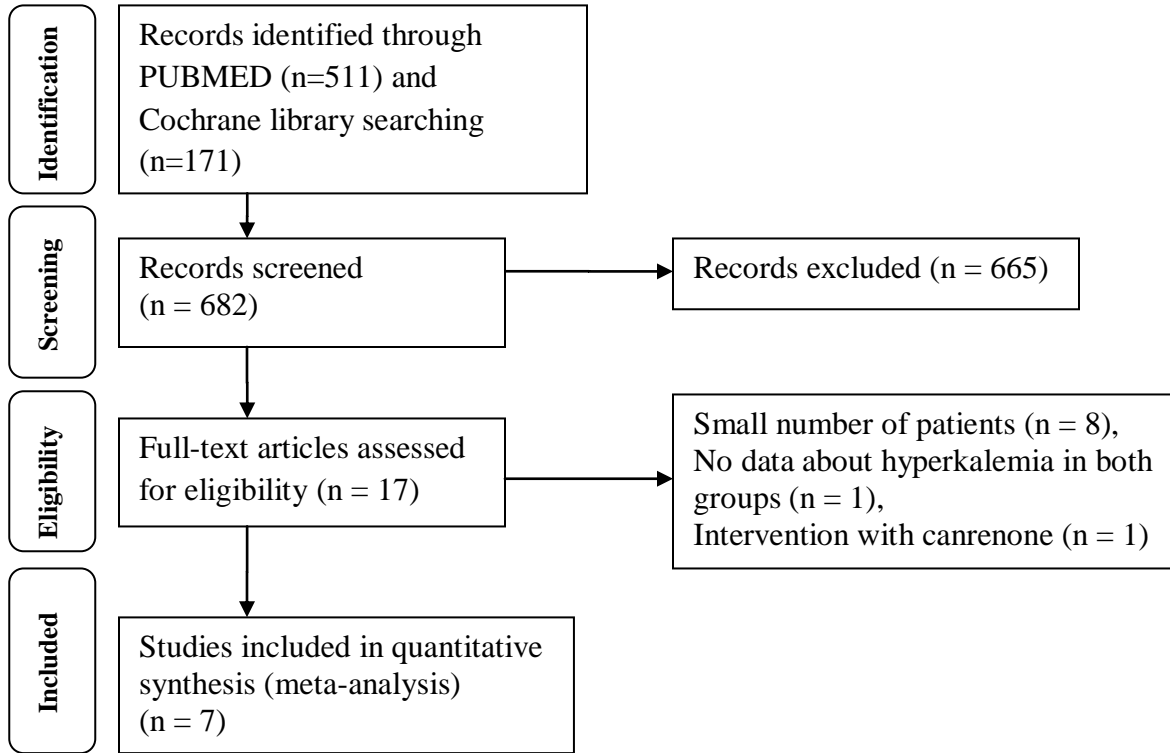 Identification
Records identified through
PUBMED (n=511) and
Cochrane library searching
(n=171)
Screening
Records screened
(n = 682)
Records excluded (n = 665)
Eligibility
Full-text articles assessed
for eligibility (n = 17)
Small number of patients (n = 8),
No data about hyperkalemia in both
groups (n = 1),
Intervention with canrenone (n = 1)
Included
Studies included in quantitative
synthesis (meta-analysis)
(n = 7)